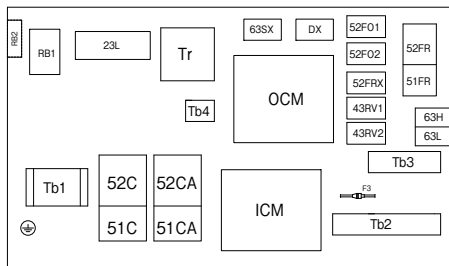 RB2
RB1
23L
Tr
63SX
DX
52FO1
52FR
52FO2
51FR
52FRX
Tb4
OCM
43RV1
43RV2
63H
63L
Tb3
Tb1
52C
52CA
51C
51CA
ICM
F3
Tb2